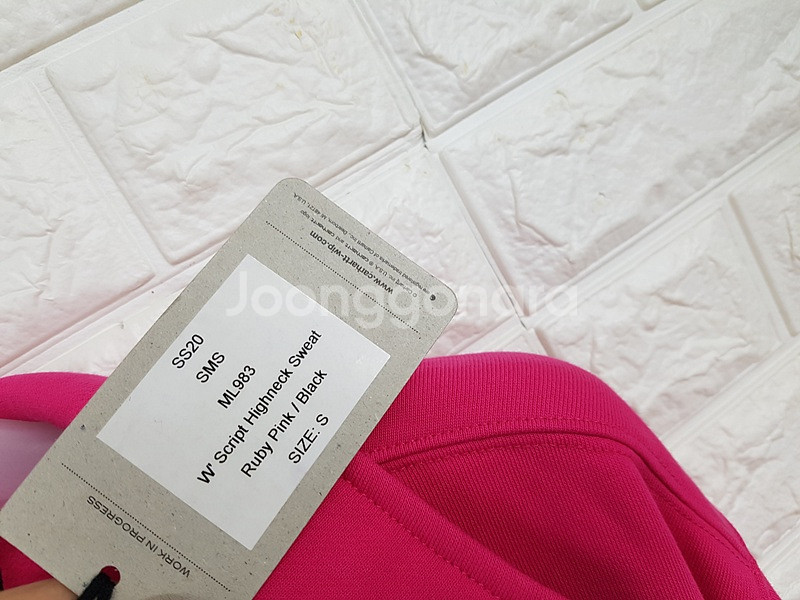 SS20
SMS
ML983
W' Script Highneck Sweat
Ruby Pink / Black
SIZE: S
www.carhartt-wip.com
WORK IN PROGRESS
Joonggonara